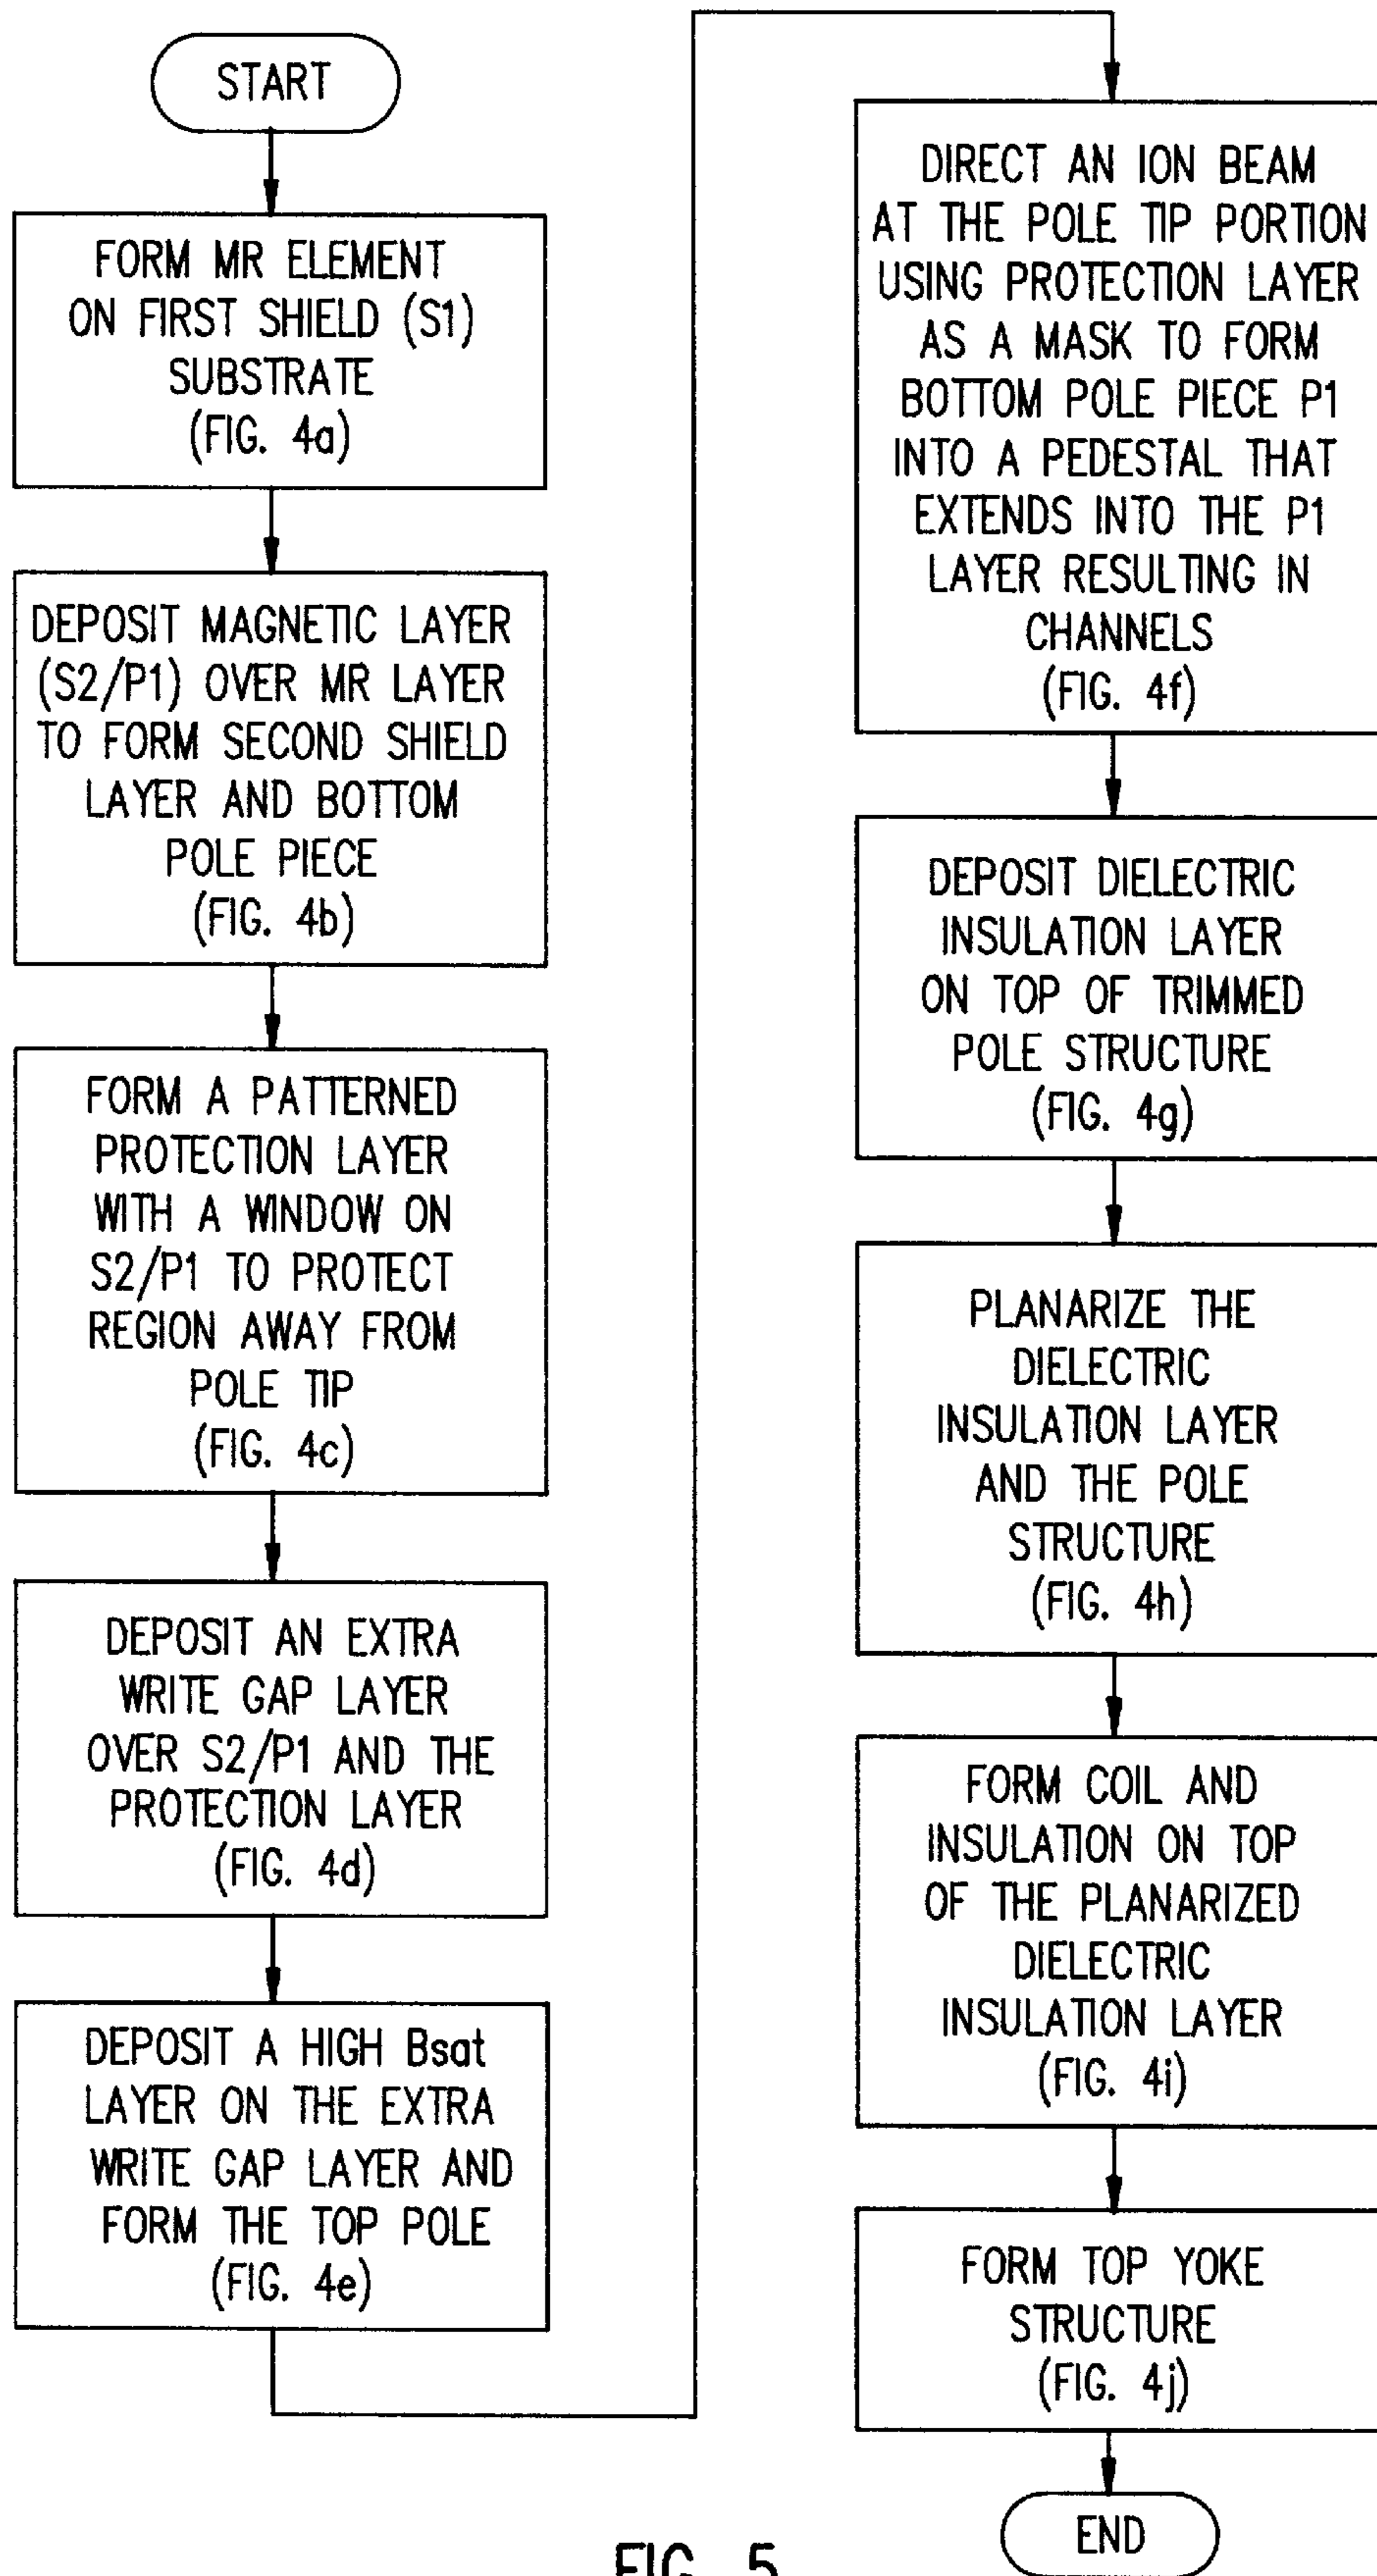 START
FORM MR ELEMENT
ON FIRST SHIELD (S1)
SUBSTRATE
(FIG. 4a)
DEPOSIT MAGNETIC LAYER
(S2/P1) OVER MR LAYER
TO FORM SECOND SHIELD
LAYER AND BOTTOM
POLE PIECE
(FIG. 4b)
FORM A PATTERNED
PROTECTION LAYER
WITH A WINDOW ON
S2/P1 TO PROTECT
REGION AWAY FROM
POLE TIP
(FIG. 4c)
DEPOSIT AN EXTRA
WRITE GAP LAYER
OVER S2/P1 AND THE
PROTECTION LAYER
(FIG. 4d)
DEPOSIT A HIGH Bsat
LAYER ON THE EXTRA
WRITE GAP LAYER AND
FORM THE TOP POLE
(FIG. 4e)
DIRECT AN ION BEAM
AT THE POLE TIP PORTION
USING PROTECTION LAYER
AS A MASK TO FORM
BOTTOM POLE PIECE P1
INTO A PEDESTAL THAT
EXTENDS INTO THE P1
LAYER RESULTING IN
CHANNELS
(FIG. 4f)
DEPOSIT DIELECTRIC
INSULATION LAYER
ON TOP OF TRIMMED
POLE STRUCTURE
(FIG. 4g)
PLANARIZE THE
DIELECTRIC
INSULATION LAYER
AND THE POLE
STRUCTURE
(FIG. 4h)
FORM COIL AND
INSULATION ON TOP
OF THE PLANARIZED
DIELECTRIC
INSULATION LAYER
(FIG. 4i)
FORM TOP YOKE
STRUCTURE
(FIG. 4j)
END
FIG. 5